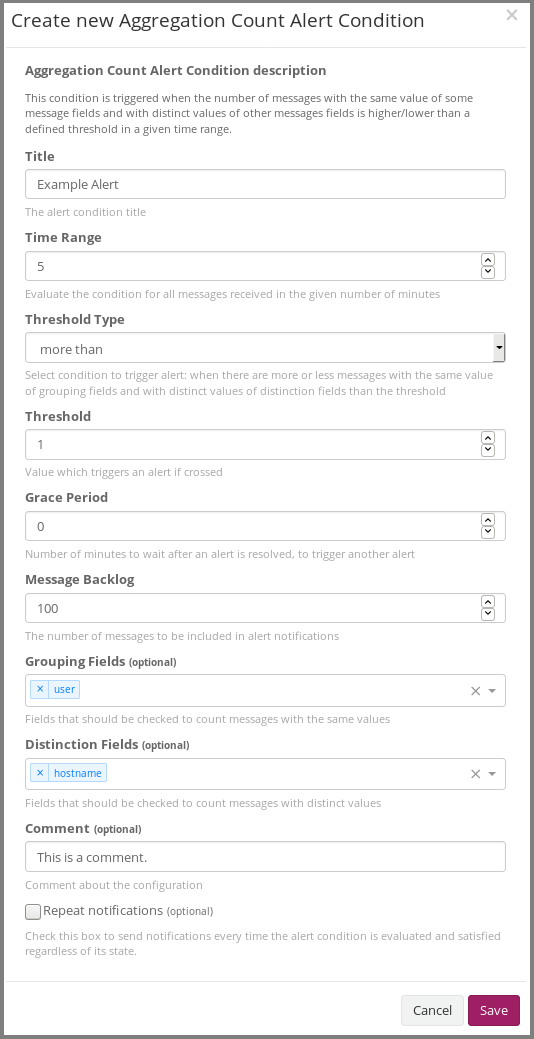 Create new Aggregation Count Alert Condition
×
Aggregation Count Alert Condition description
This condition is triggered when the number of messages with the same value of some
message fields and with distinct values of other messages fields is higher/lower than a
defined threshold in a given time range.
Title
Example Alert
The alert condition title
Time Range
5
Evaluate the condition for all messages received in the given number of minutes
Threshold Type
more than
Select condition to trigger alert: when there are more or less messages with the same value
of grouping fields and with distinct values of distinction fields than the threshold
Threshold
1
Value which triggers an alert if crossed
Grace Period
0
Number of minutes to wait after an alert is resolved, to trigger another alert
Message Backlog
100
The number of messages to be included in alert notifications
Grouping Fields (optional)
× user ×
Fields that should be checked to count messages with the same values
Distinction Fields (optional)
× hostname ×
Fields that should be checked to count messages with distinct values
Comment (optional)
This is a comment.
Comment about the configuration
Repeat notifications (optional)
Check this box to send notifications every time the alert condition is evaluated and satisfied
regardless of its state.
Cancel Save